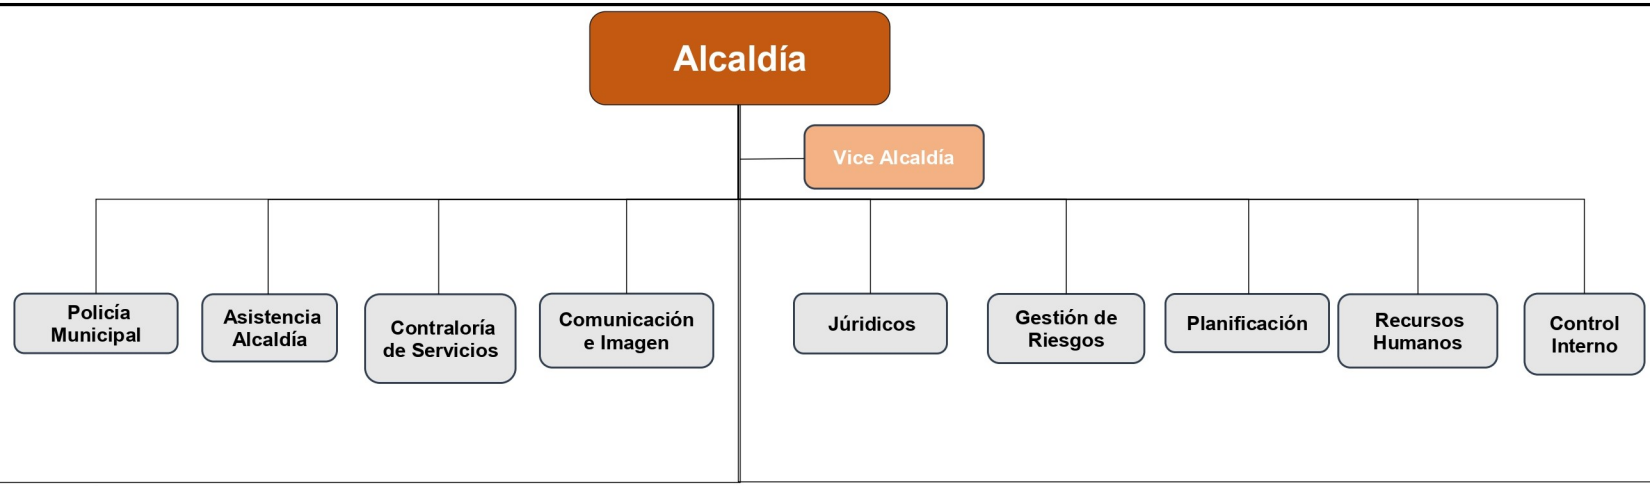 Alcaldía
Vice Alcaldía
Policía
Municipal
Asistencia
Alcaldía
Contraloría
de Servicios
Comunicación
e Imagen
Júridicos
Gestión de
Riesgos
Planificación
Recursos
Humanos
Control
Interno